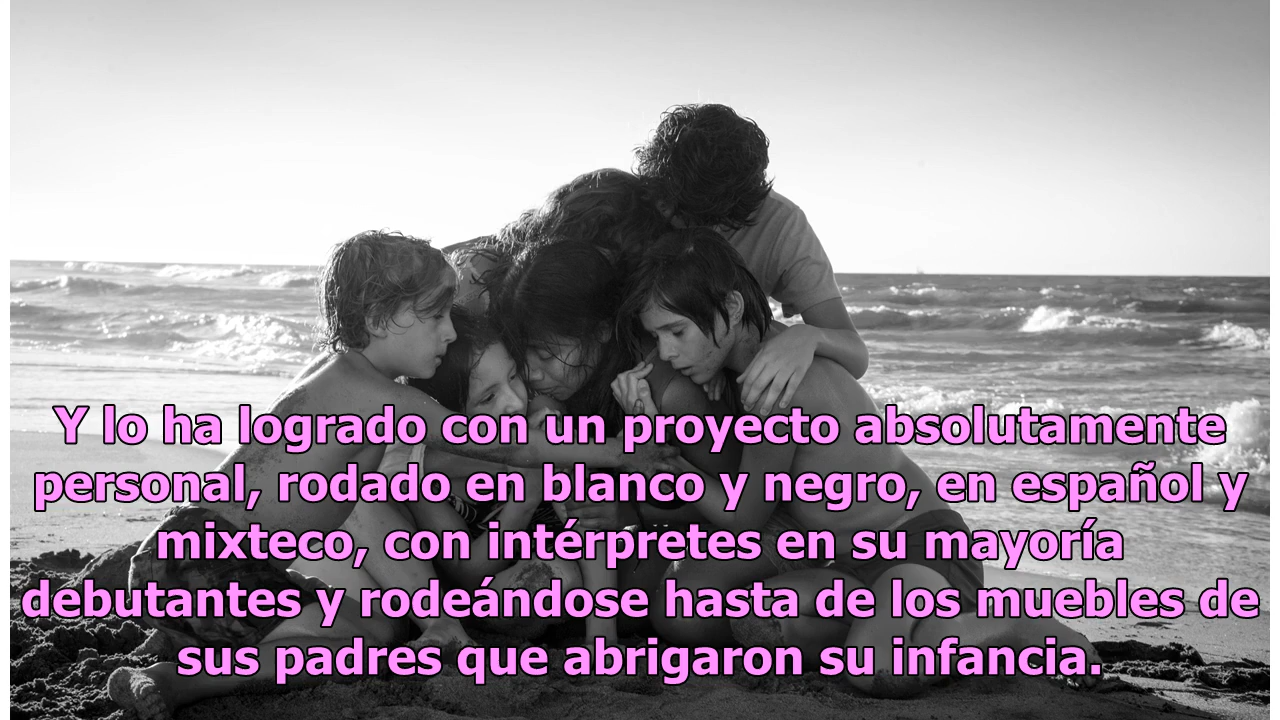 Y lo ha logrado con un proyecto absolutamente
personal, rodado en blanco y negro, en español y
mixteco, con intérpretes en su mayoría
debutantes y rodeándose hasta de los muebles de
sus padres que abrigaron su infancia.